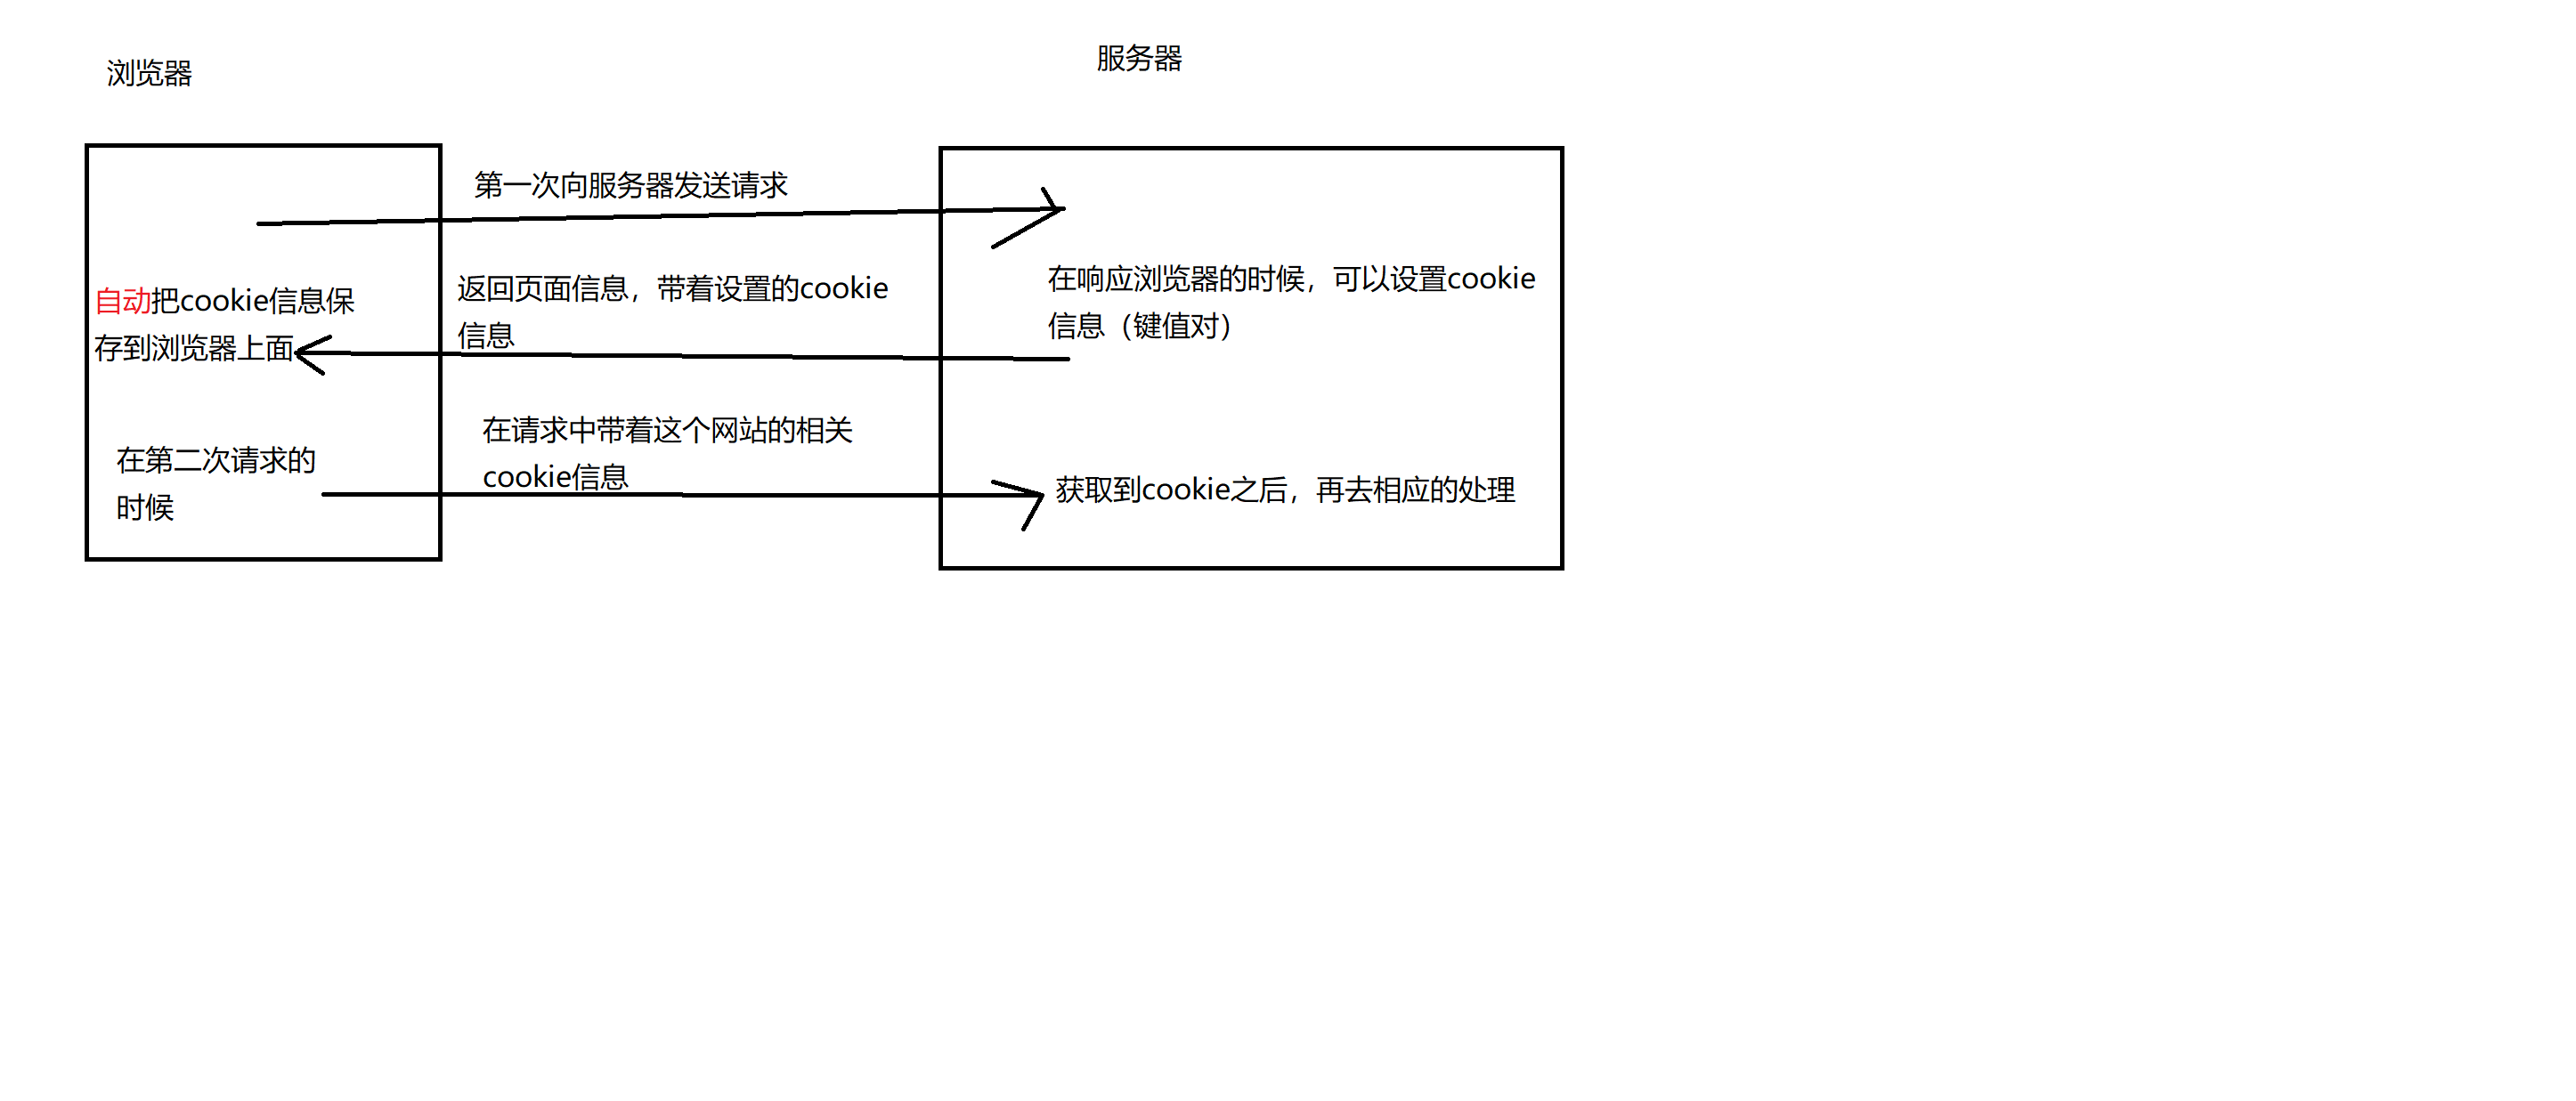 浏览器
服务器
第一次向服务器发送请求
自动把cookie信息保
存到浏览器上面
返回页面信息，带着设置的cookie
信息
在响应浏览器的时候，可以设置cookie
信息（键值对）
在第二次请求的
时候
在请求中带着这个网站的相关
cookie信息
获取到cookie之后，再去相应的处理